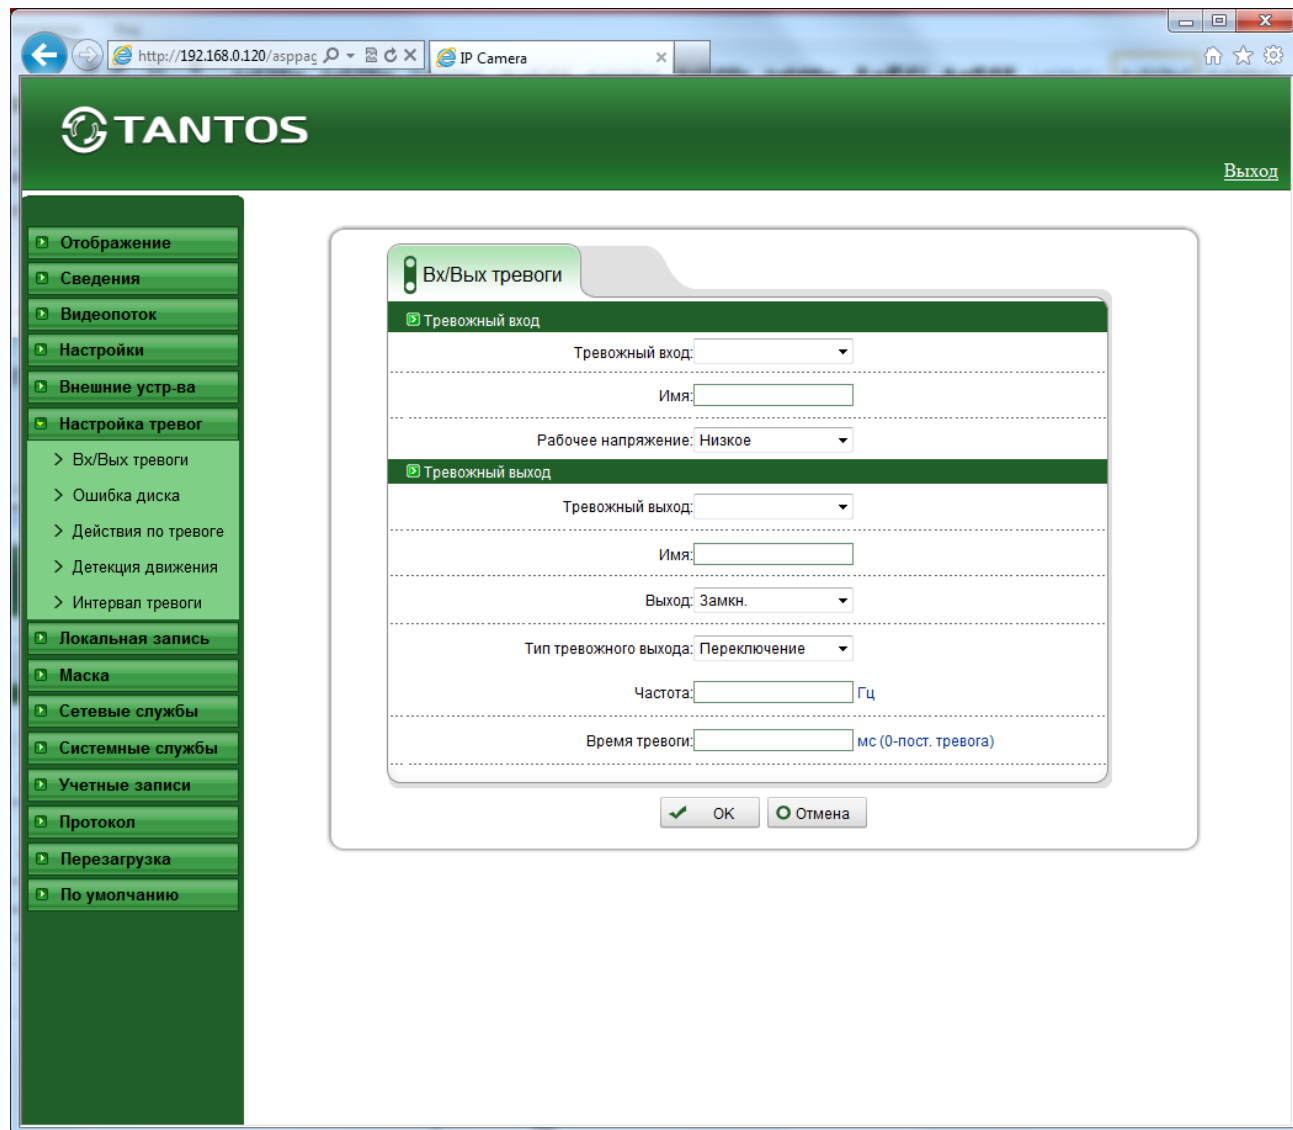 http://192.168.0.120/asppag
IP Camera
TANTOS
Выход
Отображение
Сведения
Видеопоток
Настройки
Внешние устр-ва
Настройка тревог
Вх/Вых тревоги
Ошибка диска
Действия по тревоге
Детекция движения
Интервал тревоги
Локальная запись
Маска
Сетевые службы
Системные службы
Учетные записи
Протокол
Перезагрузка
По умолчанию
Вх/Вых тревоги
Тревожный вход
Тревожный вход:
Имя:
Рабочее напряжение: Низкое
Тревожный выход
Тревожный выход:
Имя:
Выход: Замкн.
Тип тревожного выхода: Переключение
Частота: Гц
Время тревоги: мс (0-пост. тревога)
OK
Отмена